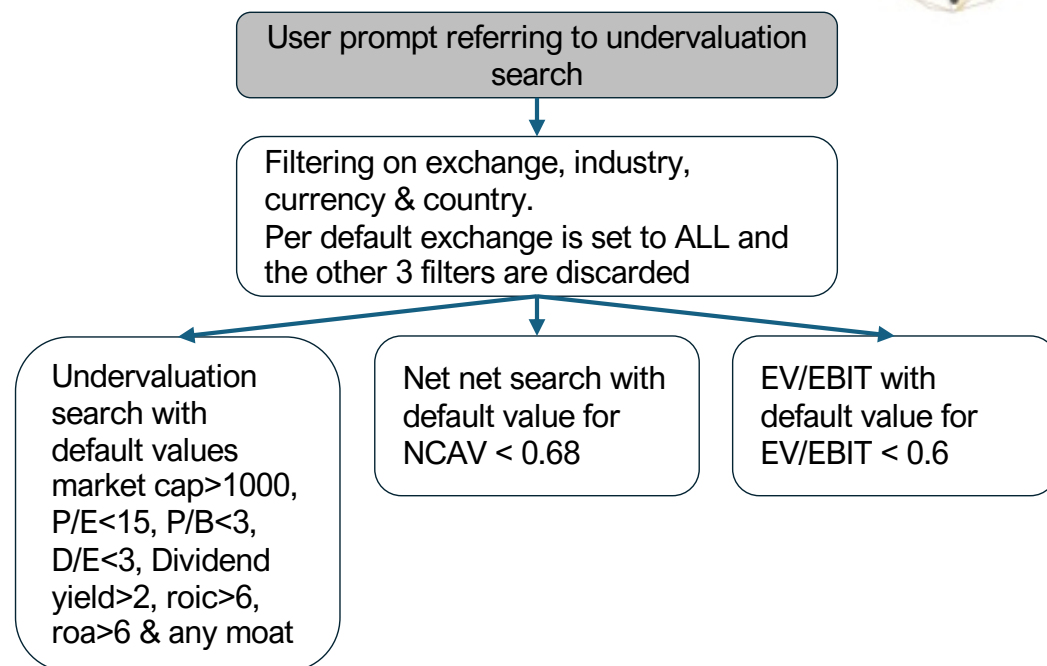 User prompt referring to undervaluation
search
Filtering on exchange, industry,
currency & country.
Per default exchange is set to ALL and
the other 3 filters are discarded
Undervaluation
search with
default values
market cap>1000,
P/E<15, P/B<3,
D/E<3, Dividend
yield>2, roic>6,
roa>6 & any moat
Net net search with
default value for
NCAV < 0.68
EV/EBIT with
default value for
EV/EBIT < 0.6